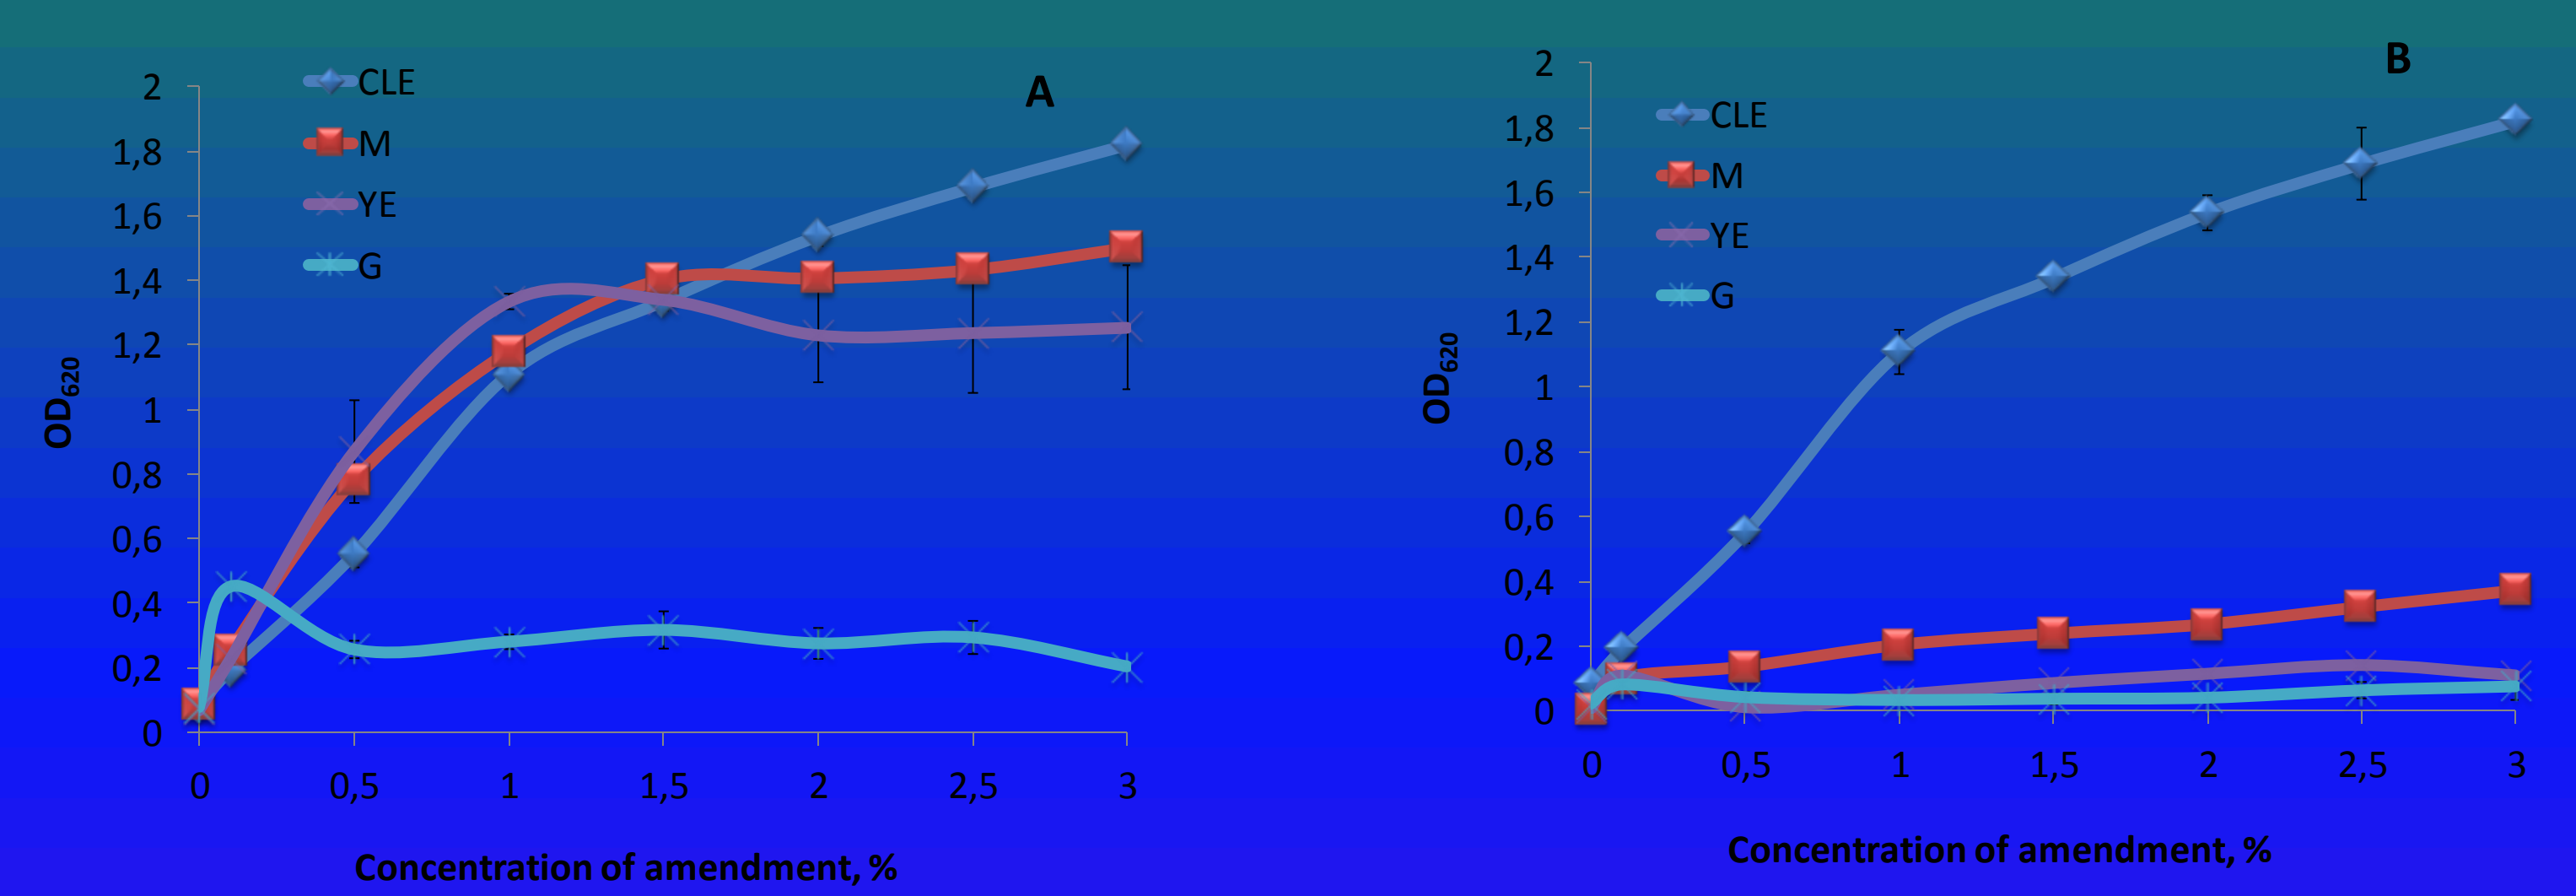 A
CLE
M
YE
G
2
1,8
1,6
1,4
1,2
1
0,8
0,6
0,4
0,2
0
OD620
0 0,5 1 1,5 2 2,5 3
Concentration of amendment, %
B
CLE
M
YE
G
2
1,8
1,6
1,4
1,2
1
0,8
0,6
0,4
0,2
0
OD620
0 0,5 1 1,5 2 2,5 3
Concentration of amendment, %